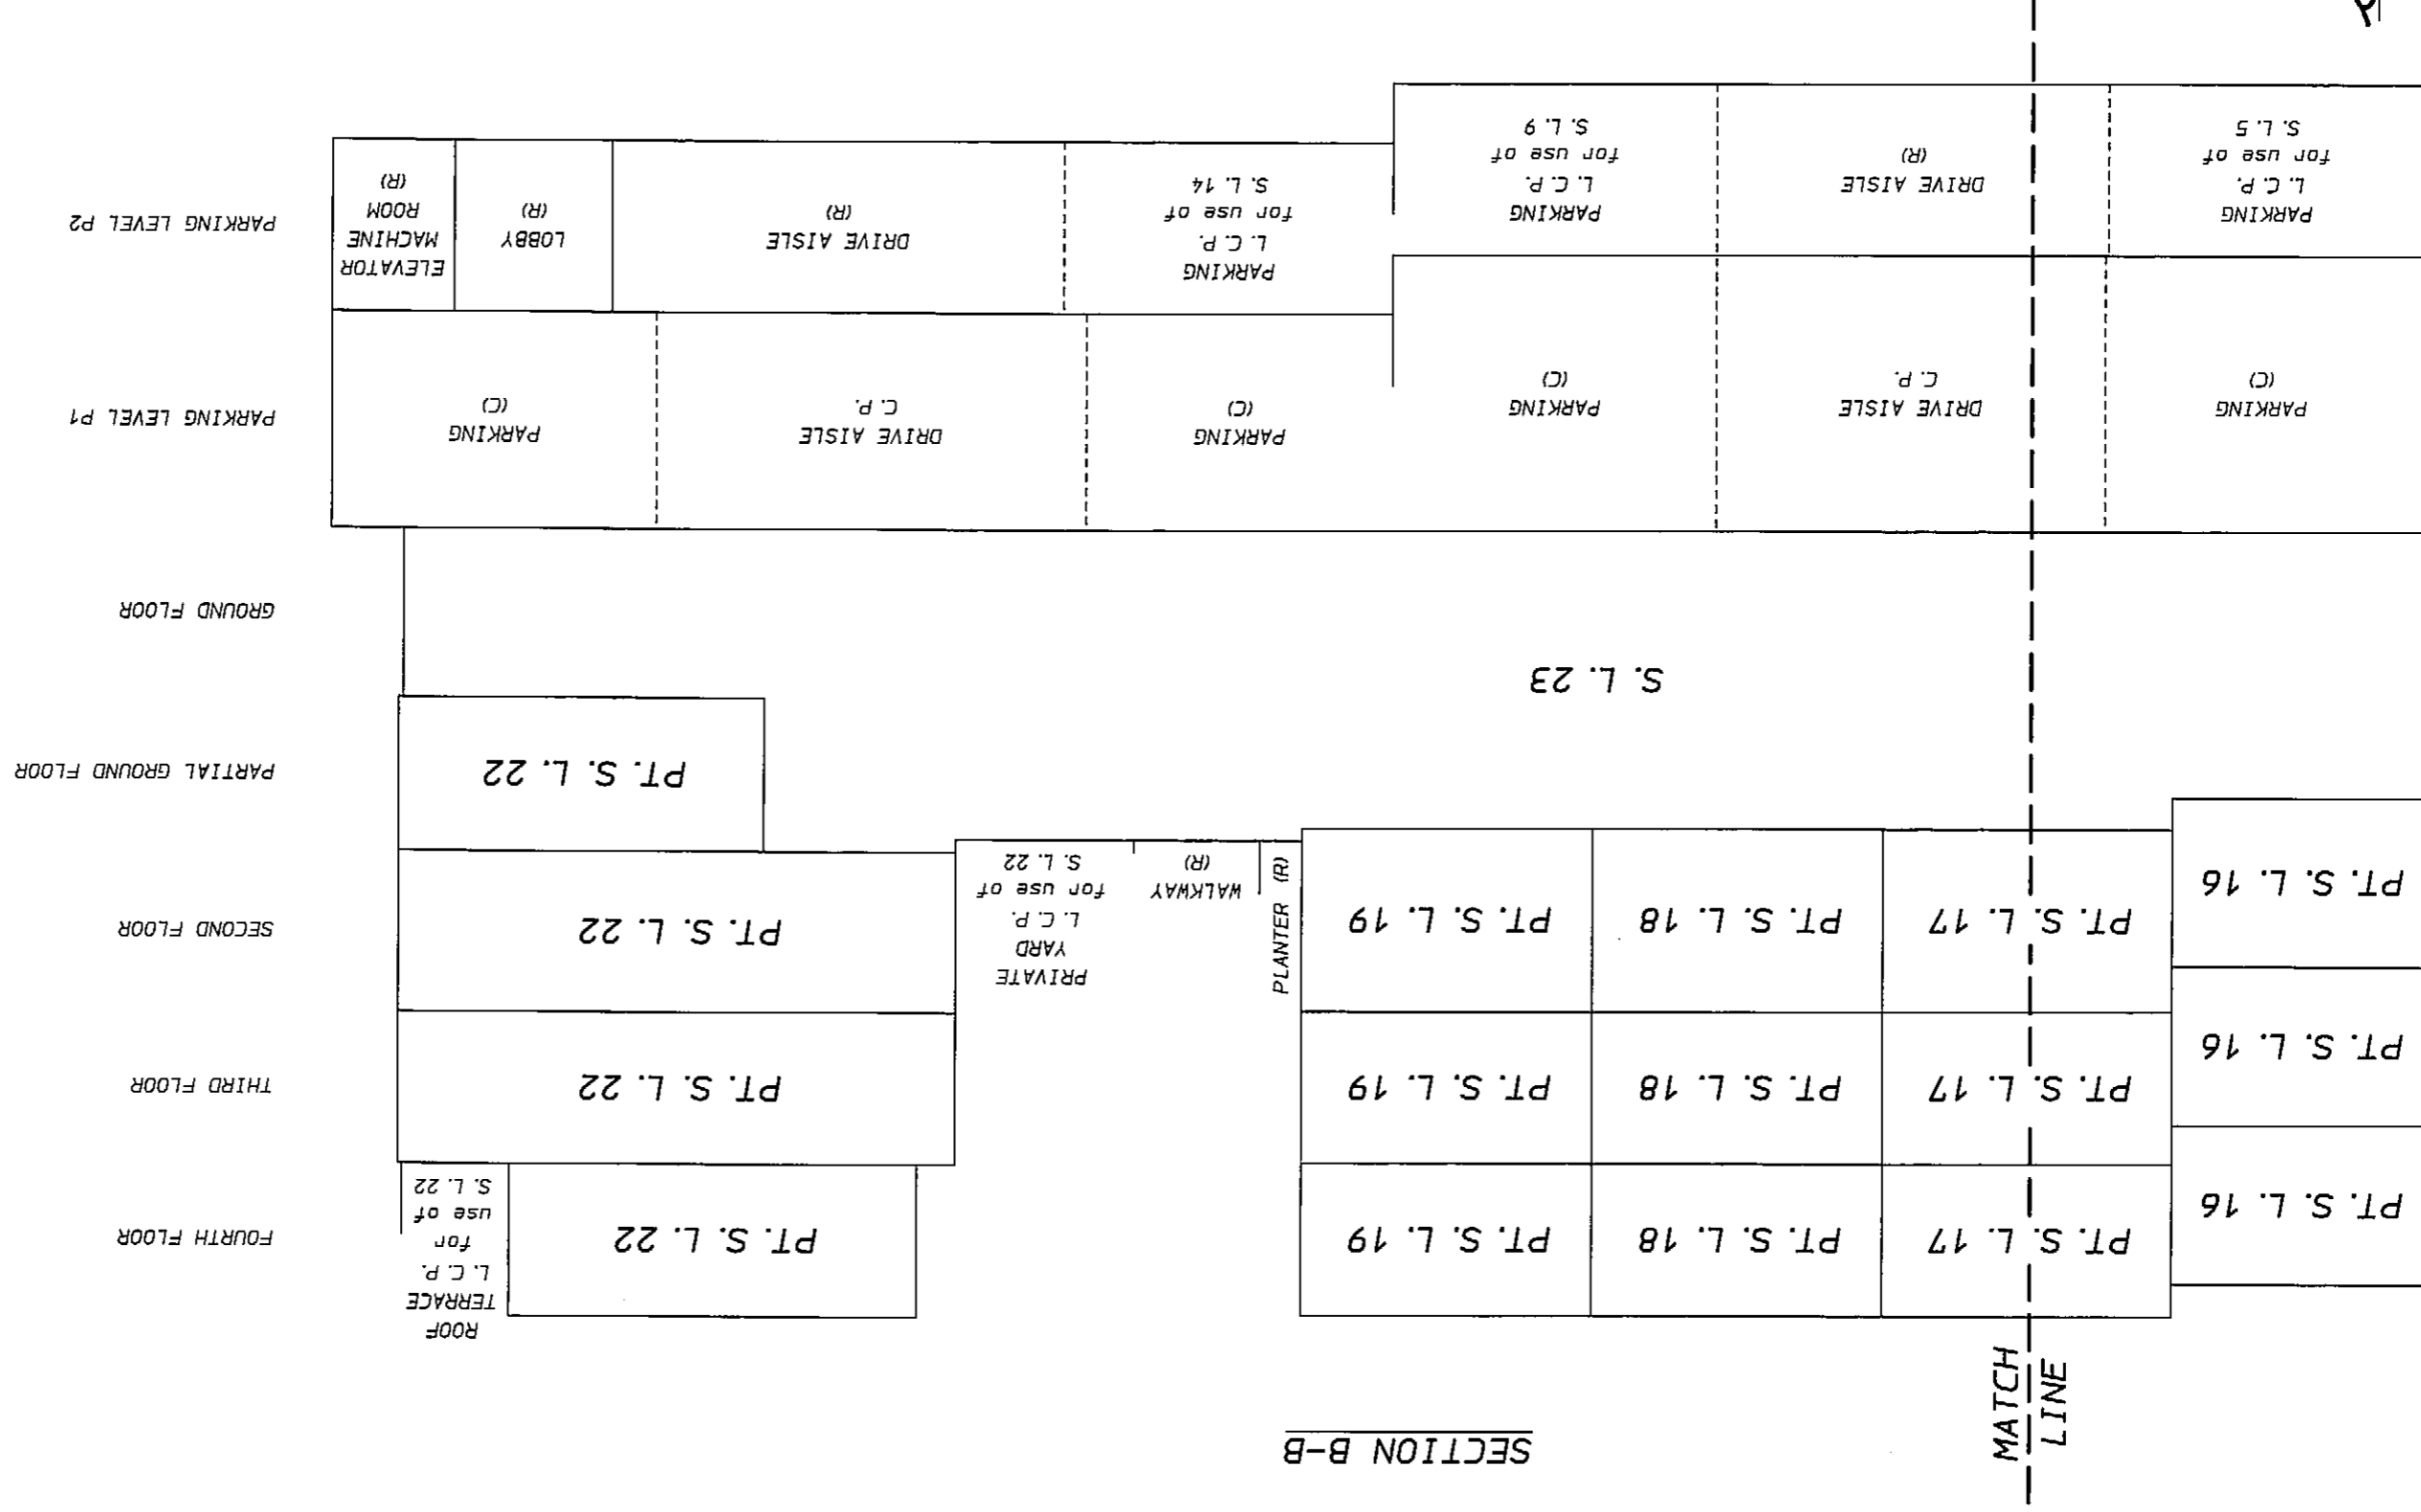 SECTION B-B
MATCH
LINE
ROOF
TERRACE
L. C. P.
for
use of
S. L. 22
FOURTH FLOOR
PT. S. L. 16
PT. S. L. 17
PT. S. L. 18
PT. S. L. 19
PT. S. L. 22
THIRD FLOOR
PT. S. L. 16
PT. S. L. 17
PT. S. L. 18
PT. S. L. 19
PT. S. L. 22
SECOND FLOOR
PT. S. L. 16
PT. S. L. 17
PT. S. L. 18
PT. S. L. 19
PLANTER (R)
WALKWAY
(R)
PRIVATE
YARD
L. C. P.
for use of
S. L. 22
PT. S. L. 22
PARTIAL GROUND FLOOR
PT. S. L. 22
S. L. 23
GROUND FLOOR
PARKING LEVEL P1
PARKING
(C)
DRIVE AISLE
C. P.
PARKING
(C)
PARKING
(C)
DRIVE AISLE
C. P.
PARKING
(C)
PARKING LEVEL P2
PARKING
L. C. P.
for use of
S. L. 5
DRIVE AISLE
(R)
PARKING
L. C. P.
for use of
S. L. 9
PARKING
L. C. P.
for use of
S. L. 14
DRIVE AISLE
(R)
LOBBY
(R)
ELEVATOR
MACHINE
ROOM
(R)